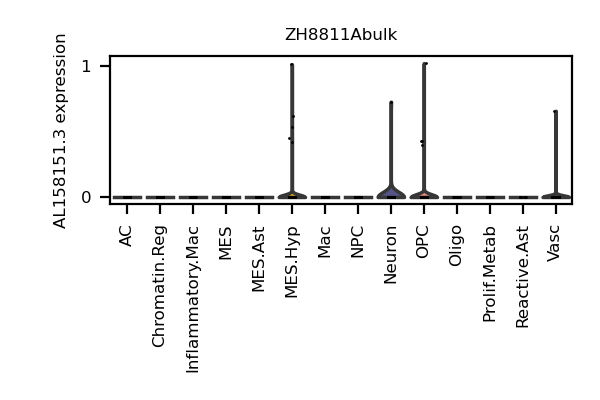 ZH8811Abulk
AL158151.3 expression
1
0
AC
Chromatin.Reg
Inflammatory.Mac
MES
MES.Ast
MES.Hyp
Mac
NPC
Neuron
OPC
Oligo
Prolif.Metab
Reactive.Ast
Vasc